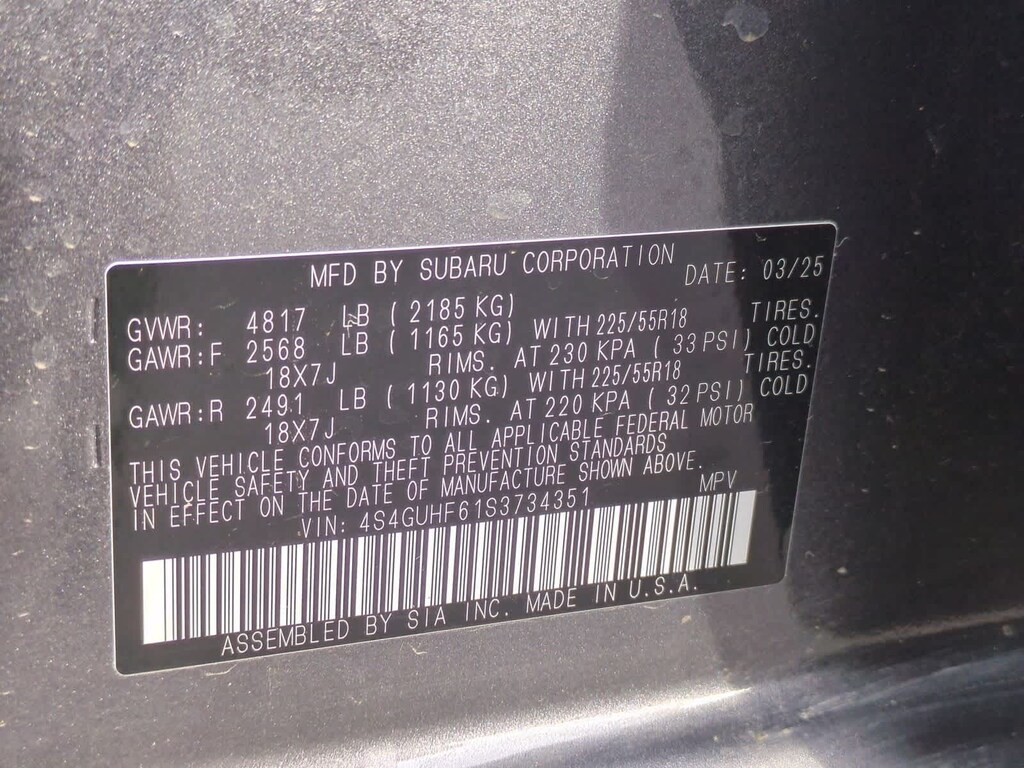 MFD BY SUBARU CORPORATION DATE: 03/25
GVWR: 4817 LB (2185 KG)
GAWR:F 2568 LB (1165 KG) WITH 225/55R18 TIRES.
18X7J RIMS. AT 230 KPA (33 PSI) COLD
GAWR:R 2491 LB (1130 KG) WITH 225/55R18 TIRES.
18X7J RIMS. AT 220 KPA (32 PSI) COLD
THIS VEHICLE CONFORMS TO ALL APPLICABLE FEDERAL MOTOR
VEHICLE SAFETY AND THEFT PREVENTION STANDARDS
IN EFFECT ON THE DATE OF MANUFACTURE SHOWN ABOVE.
VIN: 4S4GUHF61S3734351 MPV
ASSEMBLED BY SIA INC. MADE IN U.S.A.